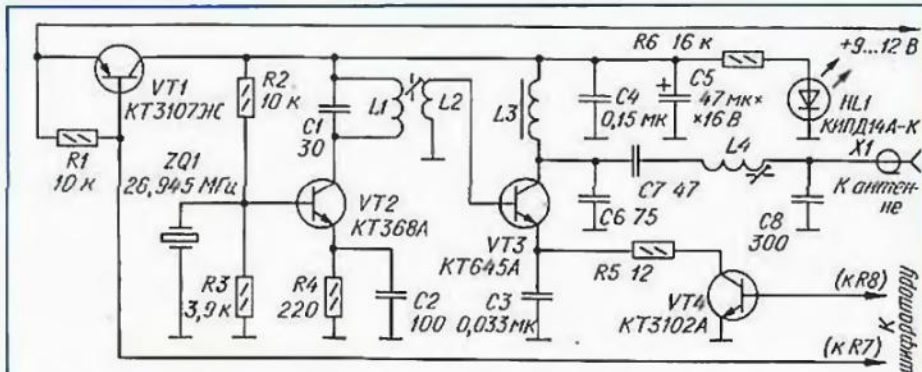 R6 16 к
+9...12 В
VT1
КТ3107Ж
R2
10 к
C1
30
L1
L2
L3
C4
0,15 мк
C5
47 мк×
×16 В
HL1
КИПД14А-К
R1
10 к
ZQ1
26,945 МГц
L4
X1
К антен-
не
VT2
КТ368А
C7 47
C6 75
C8
300
VT3
КТ645А
R5 12
R3
3,9 к
R4
220
C2
100
C3
0,033 мк
VT4
КТ3102А
(к R8)
(к R7)
К
шифратору